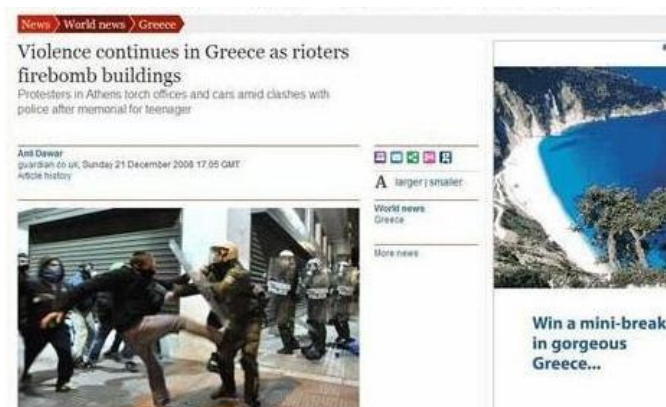 News World news Greece
Violence continues in Greece as rioters
firebomb buildings
Protesters in Athens torch offices and cars amid clashes with
police after memorial for teenager
Anil Dawar
guardian.co.uk, Sunday 21 December 2008 17.05 GMT
Article history
A larger | smaller
World news
Greece
More news
Win a mini-break
in gorgeous
Greece...